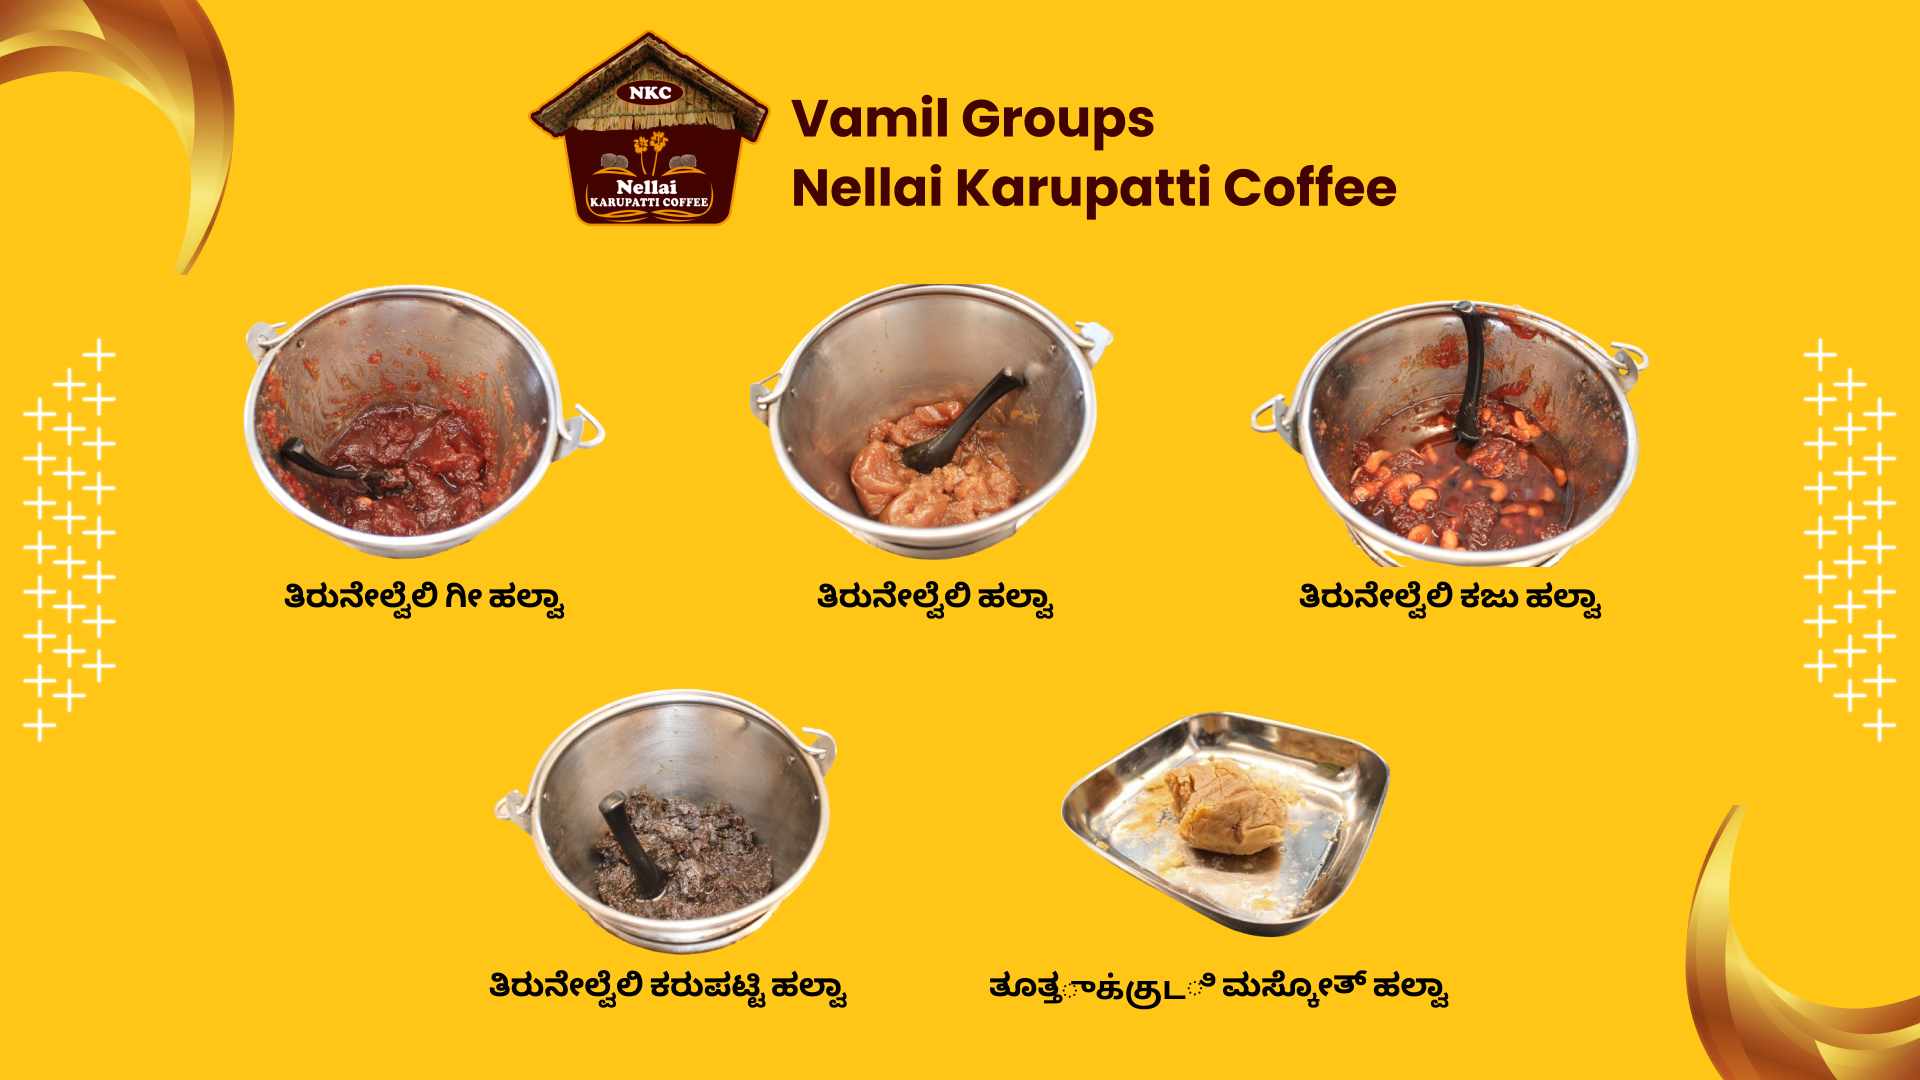 NKC
Nellai
KARUPATTI COFFEE
Vamil Groups
Nellai Karupatti Coffee
ತಿರುನೇಲ್ವೆಲಿ ಗೀ ಹಲ್ವಾ
ತಿರುನೇಲ್ವೆಲಿ ಹಲ್ವಾ
ತಿರುನೇಲ್ವೆಲಿ ಕಜು ಹಲ್ವಾ
ತಿರುನೇಲ್ವೆಲಿ ಕರುಪಟ್ಟಿ ಹಲ್ವಾ
ತೂತ್ತாக்குடி ಮಸ್ಕೋತ್ ಹಲ್ವಾ